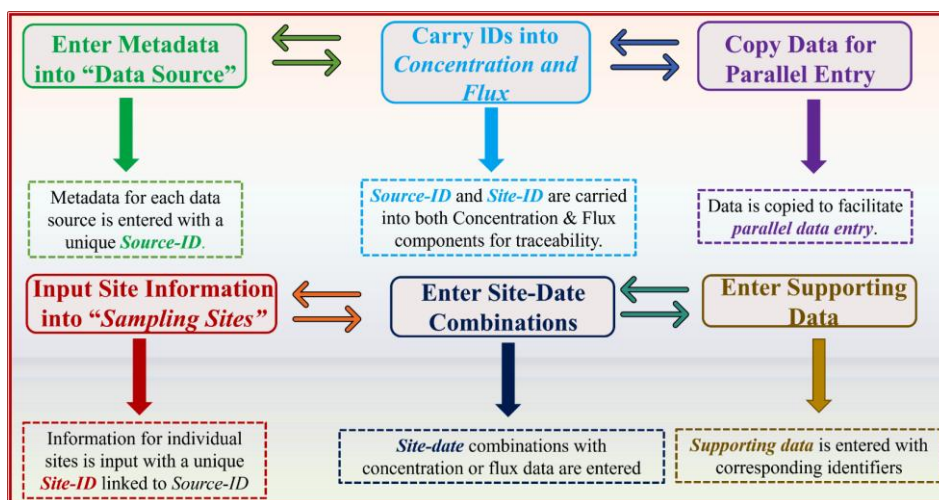 Enter Metadata
into “Data Source”
Carry IDs into
Concentration and
Flux
Copy Data for
Parallel Entry
Metadata for each data
source is entered with a
unique Source-ID.
Source-ID and Site-ID are carried
into both Concentration & Flux
components for traceability.
Data is copied to facilitate
parallel data entry.
Input Site Information
into “Sampling Sites”
Enter Site-Date
Combinations
Enter Supporting
Data
Information for individual
sites is input with a unique
Site-ID linked to Source-ID
Site-date combinations with
concentration or flux data are entered
Supporting data is entered with
corresponding identifiers